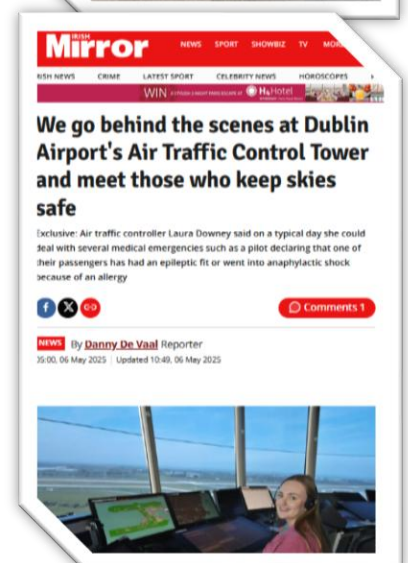 IRISH
Mirror
NEWS SPORT SHOWBIZ TV
ISH NEWS CRIME LATEST SPORT CELEBRITY NEWS HOROSCOPES
WIN
Hotel
We go behind the scenes at Dublin
Airport's Air Traffic Control Tower
and meet those who keep skies
safe
Exclusive: Air traffic controller Laura Downey said on a typical day she could
deal with several medical emergencies such as a pilot declaring that one of
their passengers has had an epileptic fit or went into anaphylactic shock
because of an allergy
Comments 1
NEWS By Danny De Vaal Reporter
05:00, 06 May 2025 Updated 10:49, 06 May 2025